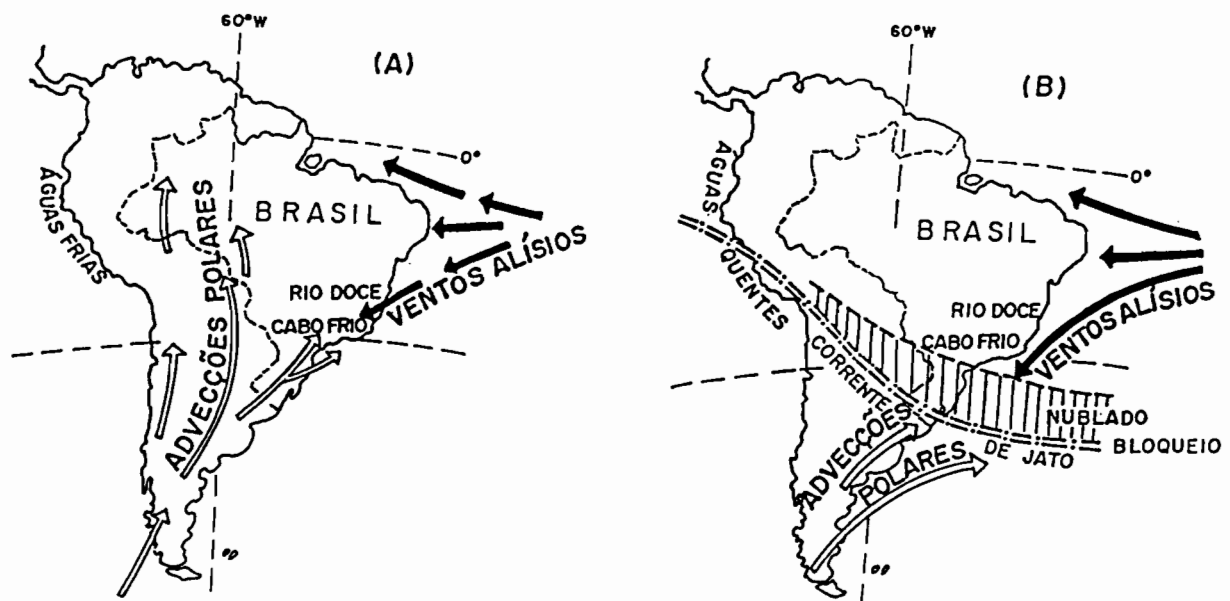 60°W
(A)
0°
ÁGUAS FRIAS
ADVECÇÕES POLARES
BRASIL
VENTOS ALÍSIOS
RIO DOCE
CABO FRIO
60°W
(B)
0°
ÁGUAS QUENTES
BRASIL
VENTOS ALÍSIOS
RIO DOCE
CABO FRIO
CORRENTE DE JATO
NUBLADO
BLOQUEIO
ADVECCÕES
POLARES